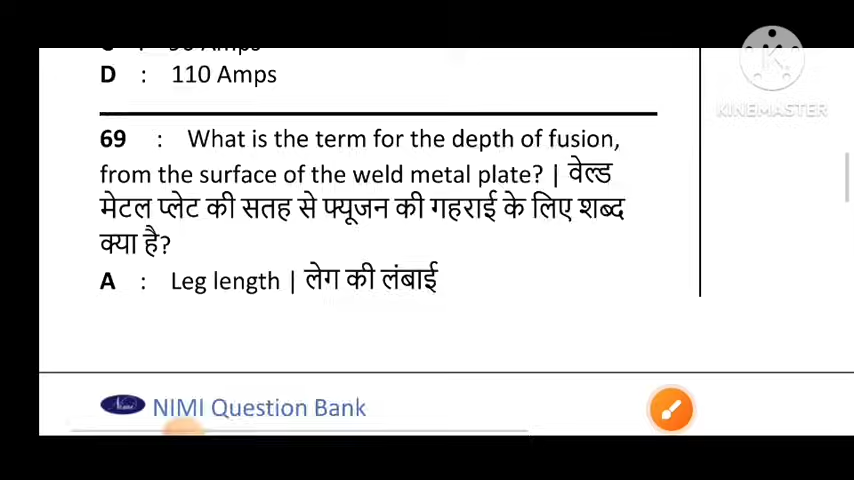 D : 110 Amps
KINEMASTER
69 : What is the term for the depth of fusion,
from the surface of the weld metal plate? | वेल्ड
मेटल प्लेट की सतह से फ्यूजन की गहराई के लिए शब्द
क्या है?
A : Leg length | लेग की लंबाई
NIMI Question Bank